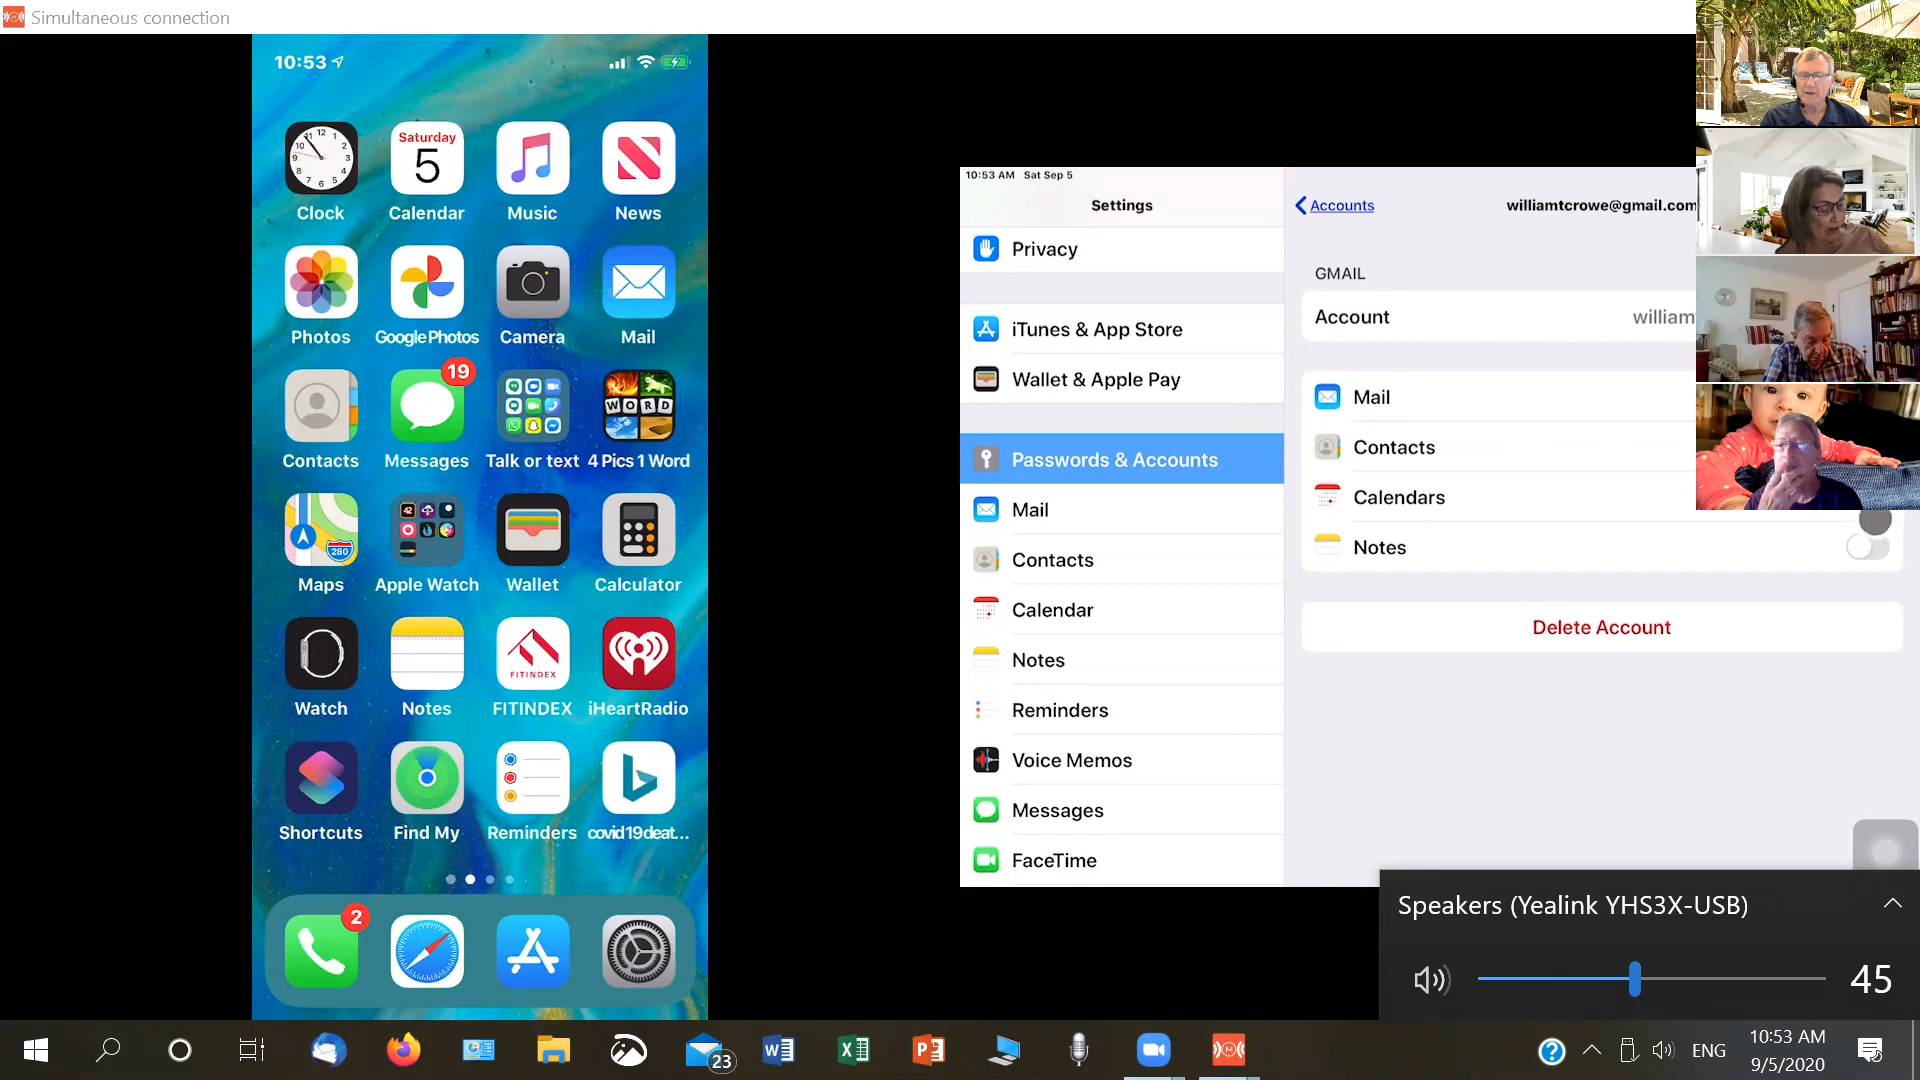 Simultaneous connection
10:53
Saturday
5
Clock
Calendar
Music
News
Photos
Google Photos
Camera
Mail
19
WORD
Contacts
Messages
Talk or text
4 Pics 1 Word
280
Maps
Apple Watch
Wallet
Calculator
FITINDEX
Watch
Notes
FITINDEX
iHeartRadio
Shortcuts
Find My
Reminders
covid19deat...
2
10:53 AM Sat Sep 5
Settings
Privacy
iTunes & App Store
Wallet & Apple Pay
Passwords & Accounts
Mail
Contacts
Calendar
Notes
Reminders
Voice Memos
Messages
FaceTime
Accounts
williamtcrowe@gmail.com
GMAIL
Account
william
Mail
Contacts
Calendars
Notes
Delete Account
Speakers (Yealink YHS3X-USB)
45
23
ENG
10:53 AM
9/5/2020